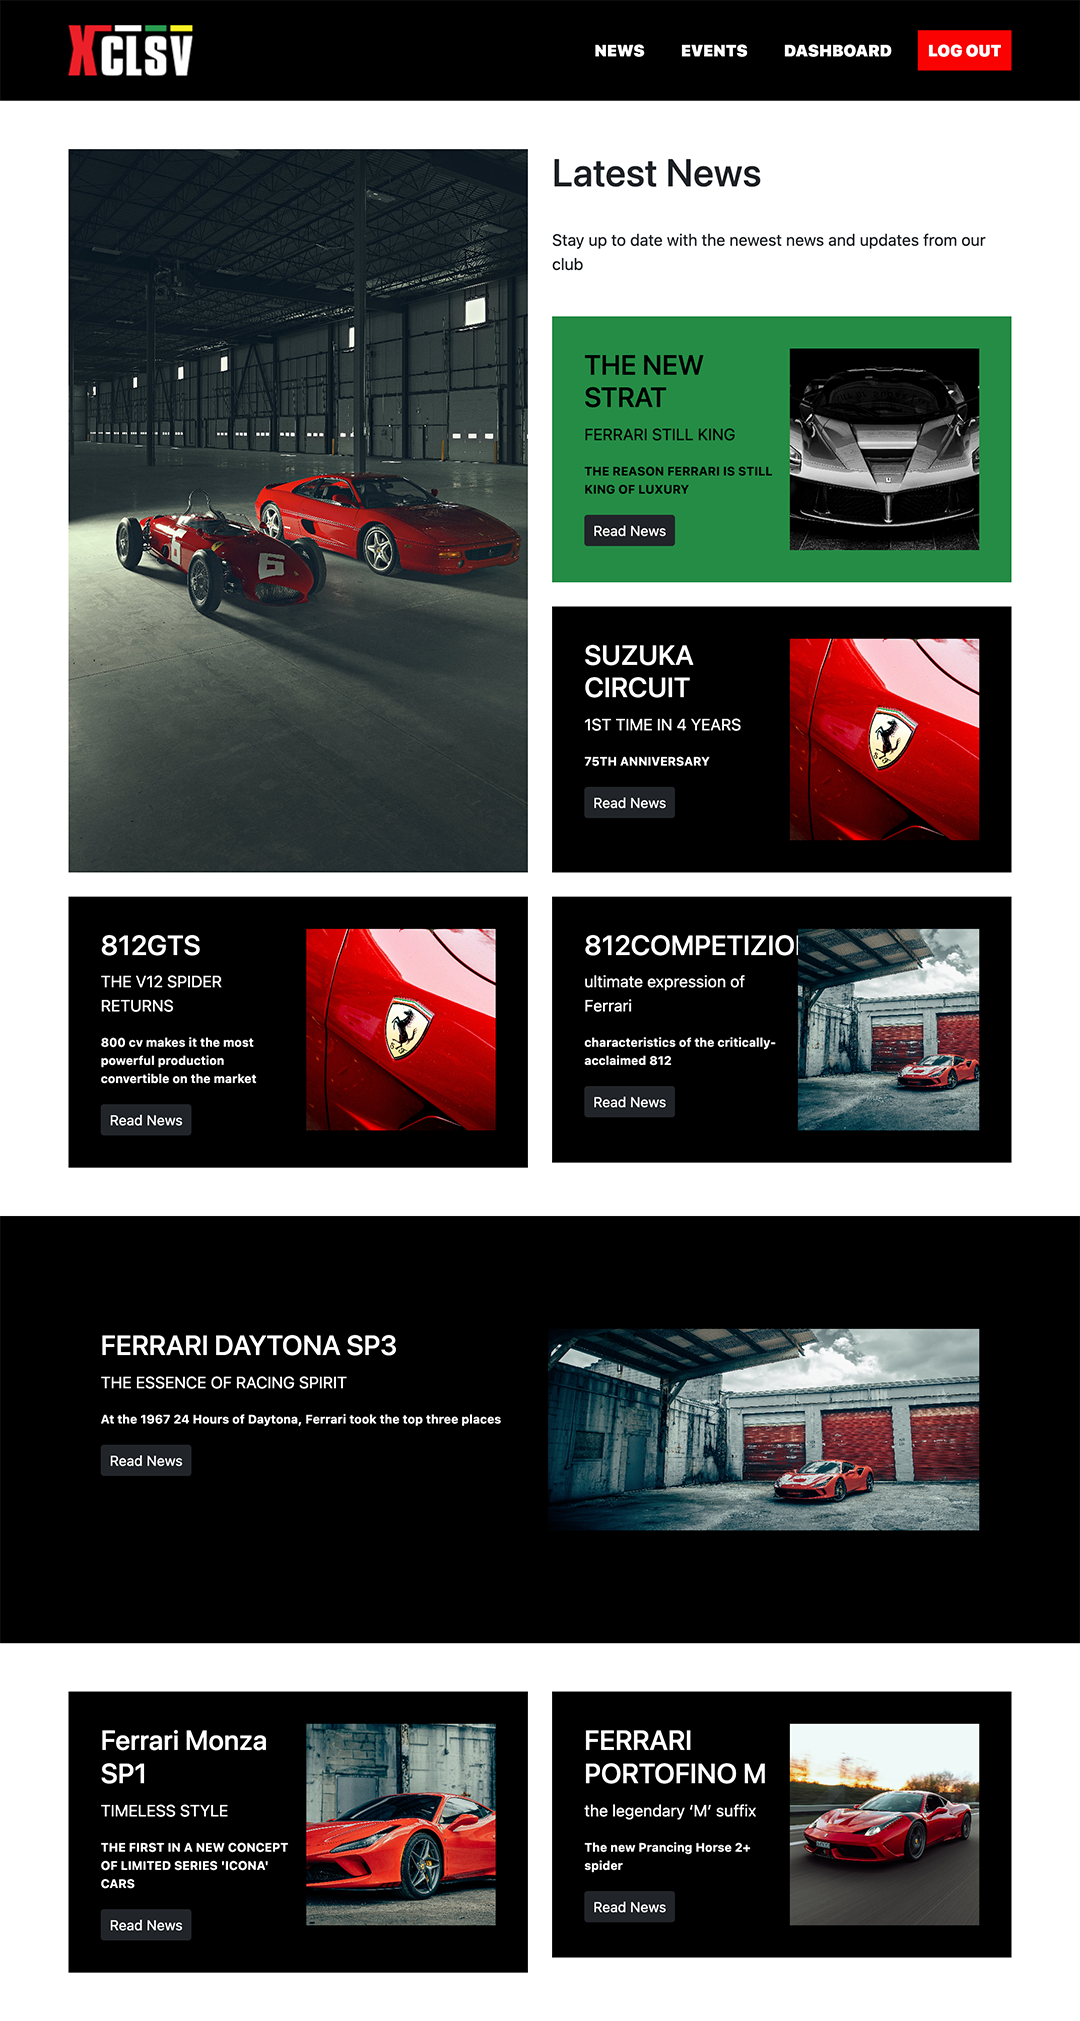 XCLSV
NEWS
EVENTS
DASHBOARD
LOG OUT
Latest News
Stay up to date with the newest news and updates from our
club
6
6
THE NEW
STRAT
FERRARI STILL KING
THE REASON FERRARI IS STILL
KING OF LUXURY
Read News
SUZUKA
CIRCUIT
1ST TIME IN 4 YEARS
75TH ANNIVERSARY
Read News
812GTS
THE V12 SPIDER
RETURNS
800 cv makes it the most
powerful production
convertible on the market
Read News
812COMPETIZIO
ultimate expression of
Ferrari
characteristics of the critically-
acclaimed 812
Read News
FERRARI DAYTONA SP3
THE ESSENCE OF RACING SPIRIT
At the 1967 24 Hours of Daytona, Ferrari took the top three places
Read News
Ferrari Monza
SP1
TIMELESS STYLE
THE FIRST IN A NEW CONCEPT
OF LIMITED SERIES 'ICONA'
CARS
Read News
FERRARI
PORTOFINO M
the legendary ‘M’ suffix
The new Prancing Horse 2+
spider
Read News